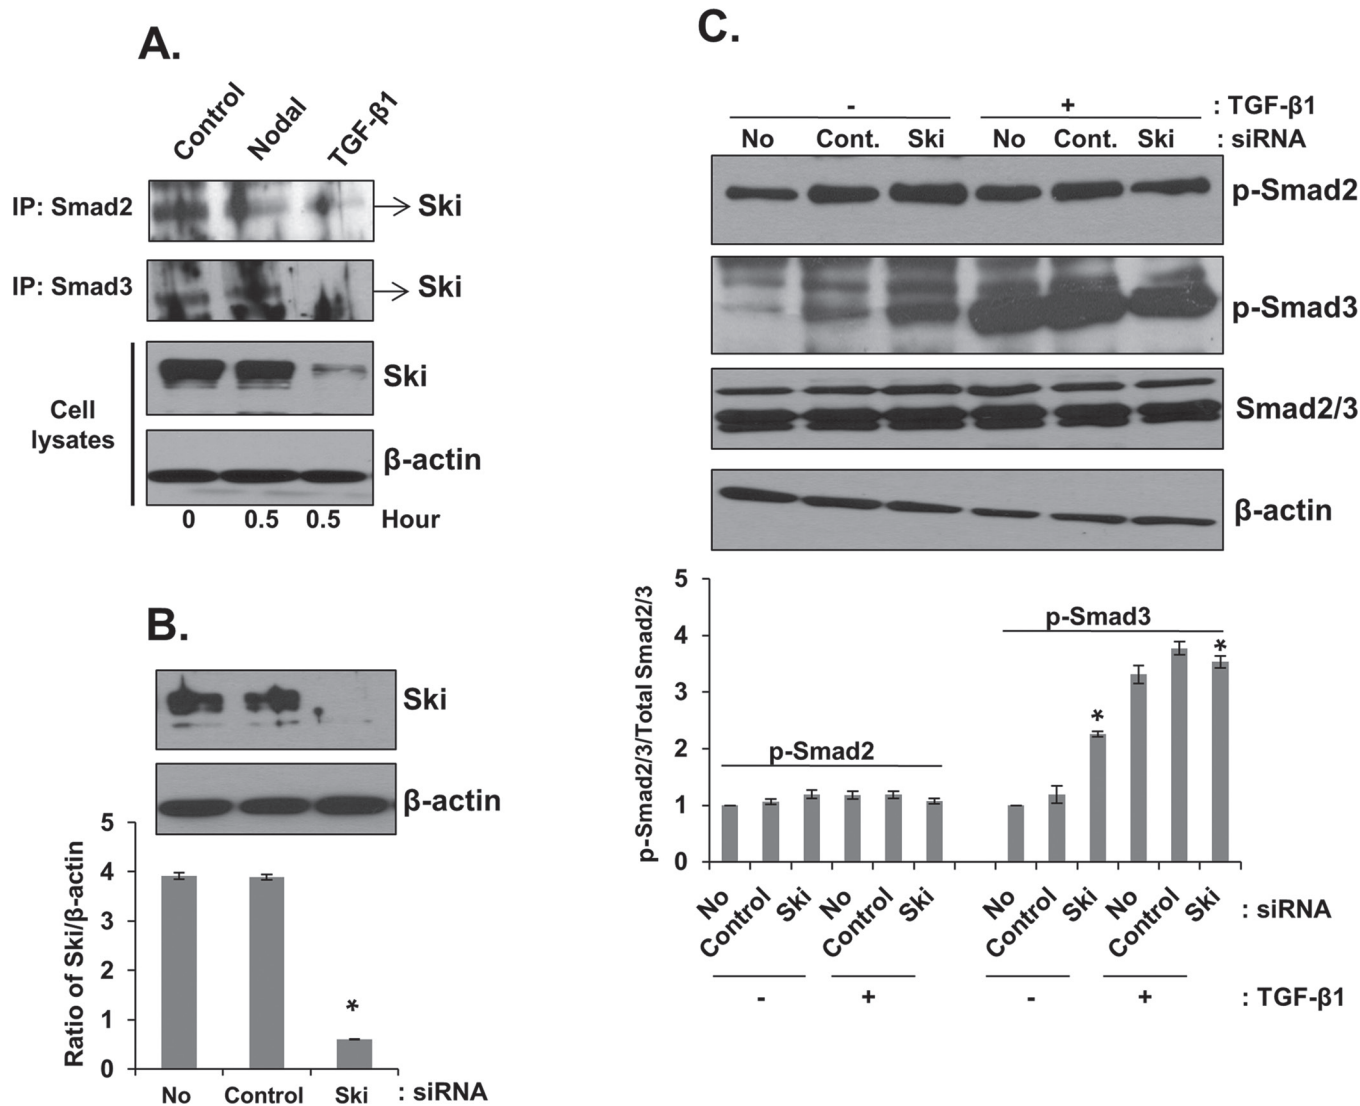 A.
Control Nodal TGF-β1
IP: Smad2 Ski
IP: Smad3 Ski
Cell lysates
Ski
β-actin
0 0.5 0.5 Hour
B.
Ski
β-actin
Ratio of Ski/β-actin
5
4
3
2
1
0
*
No Control Ski : siRNA
C.
- + : TGF-β1
No Cont. Ski No Cont. Ski : siRNA
p-Smad2
p-Smad3
Smad2/3
β-actin
p-Smad2/3/Total Smad2/3
5
4
3
2
1
0
p-Smad2
p-Smad3
* *
No Control Ski No Control Ski No Control Ski No Control Ski : siRNA
- + - + : TGF-β1